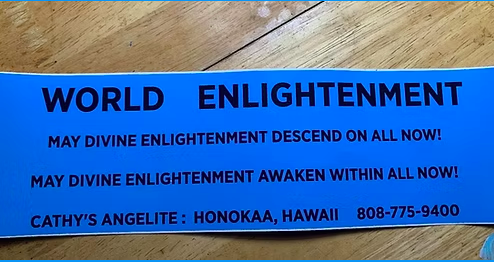 WORLD ENLIGHTENMENT
MAY DIVINE ENLIGHTENMENT DESCEND ON ALL NOW!
MAY DIVINE ENLIGHTENMENT AWAKEN WITHIN ALL NOW!
CATHY'S ANGELITE : HONOKAA, HAWAII 808-775-9400